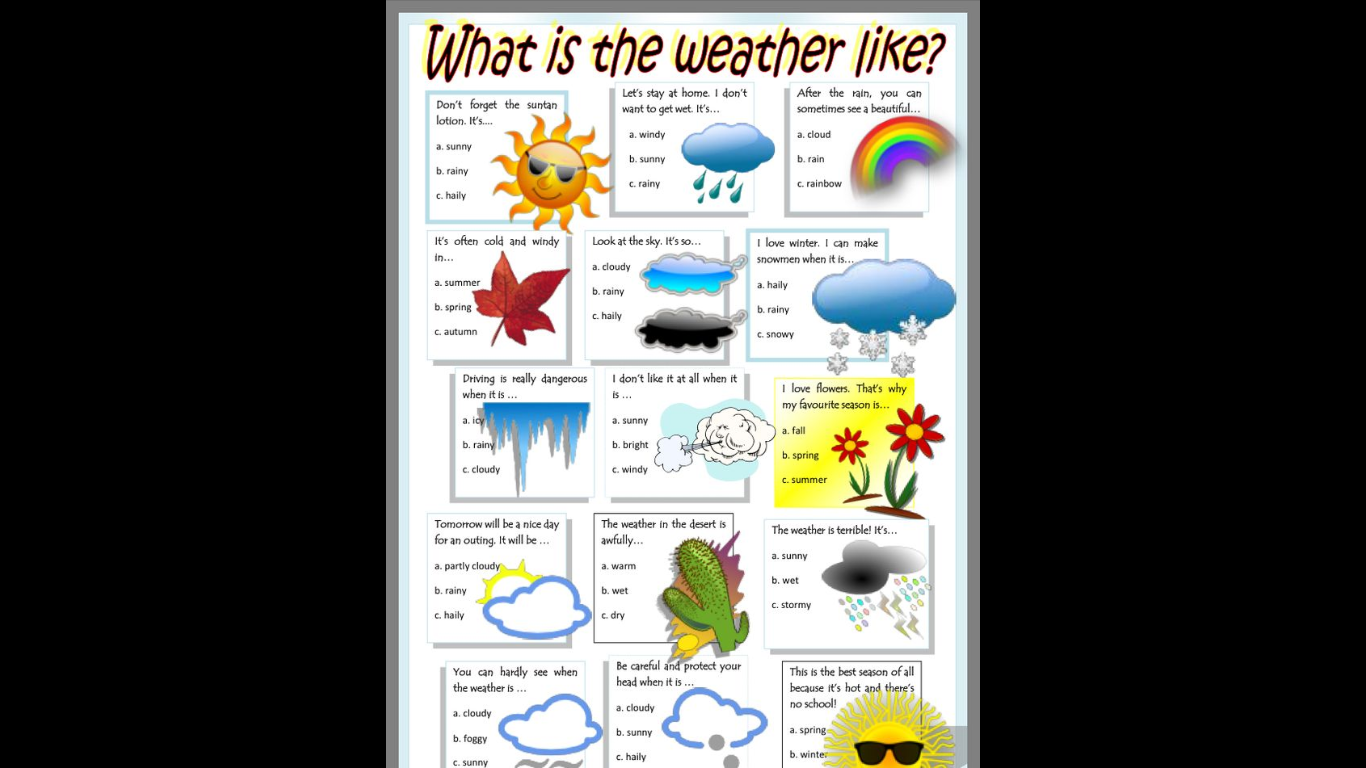 What is the weather like?
Don't forget the suntan
lotion. It's....
a. sunny
b. rainy
c. haily
Let's stay at home. I don't
want to get wet. It's…
a. windy
b. sunny
c. rainy
After the rain, you can
sometimes see a beautiful…
a. cloud
b. rain
c. rainbow
It's often cold and windy
in…
a. summer
b. spring
c. autumn
Look at the sky. It's so…
a. cloudy
b. rainy
c. haily
I love winter. I can make
snowmen when it is…
a. haily
b. rainy
c. snowy
Driving is really dangerous
when it is …
a. icy
b. rainy
c. cloudy
I don't like it at all when it
is …
a. sunny
b. bright
c. windy
I love flowers. That's why
my favourite season is…
a. fall
b. spring
c. summer
Tomorrow will be a nice day
for an outing. It will be …
a. partly cloudy
b. rainy
c. haily
The weather in the desert is
awfully…
a. warm
b. wet
c. dry
The weather is terrible! It's…
a. sunny
b. wet
c. stormy
You can hardly see when
the weather is …
a. cloudy
b. foggy
c. sunny
Be careful and protect your
head when it is …
a. cloudy
b. sunny
c. haily
This is the best season of all
because it's hot and there's
no school!
a. spring
b. winter